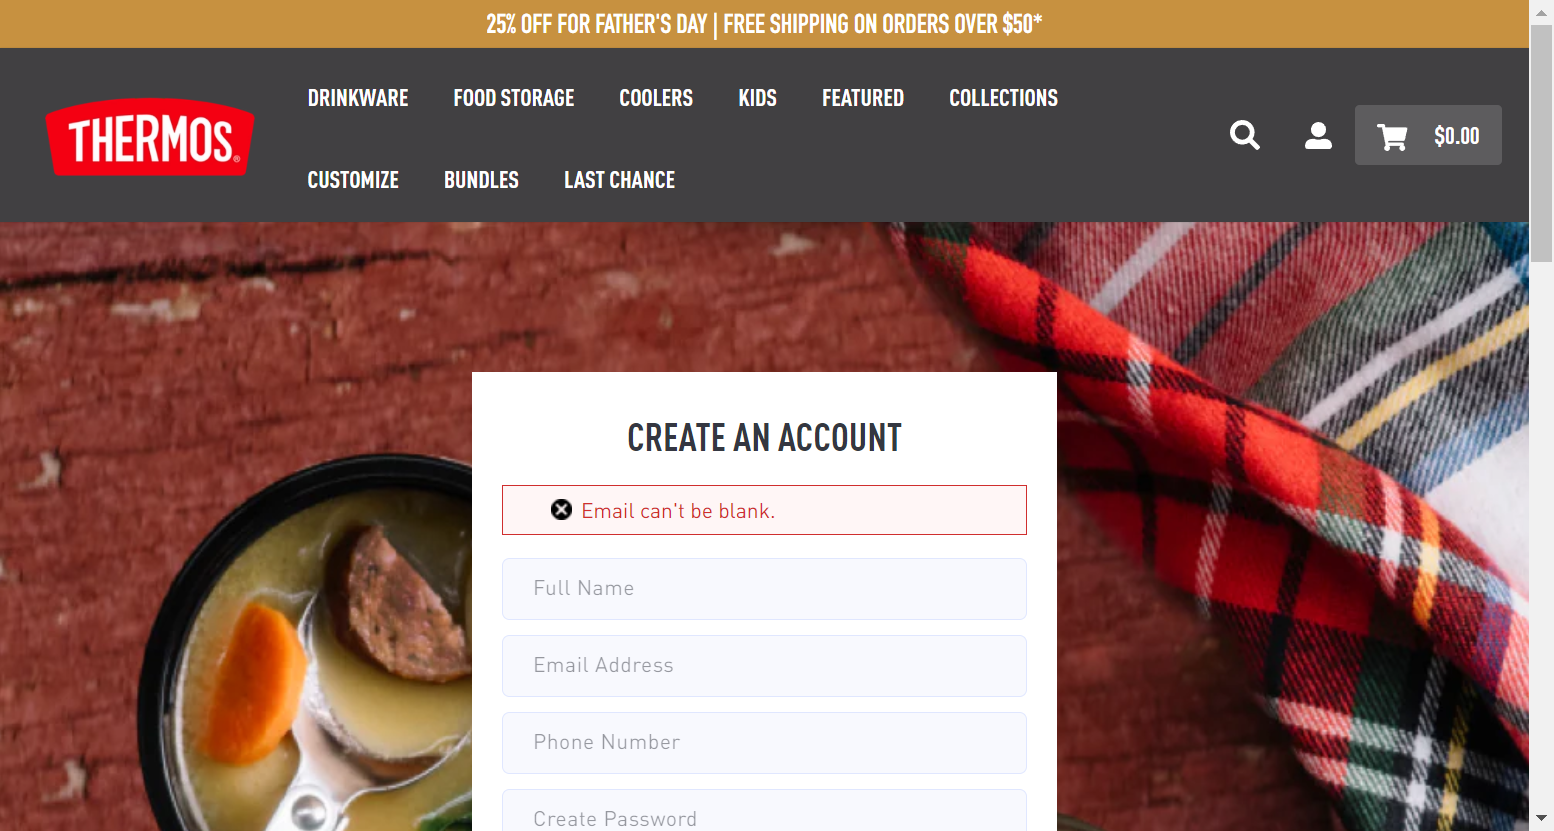 25% OFF FOR FATHER'S DAY | FREE SHIPPING ON ORDERS OVER $50*
THERMOS®
DRINKWARE FOOD STORAGE COOLERS KIDS FEATURED COLLECTIONS
CUSTOMIZE BUNDLES LAST CHANCE
$0.00
CREATE AN ACCOUNT
Email can't be blank.
Full Name
Email Address
Phone Number
Create Password